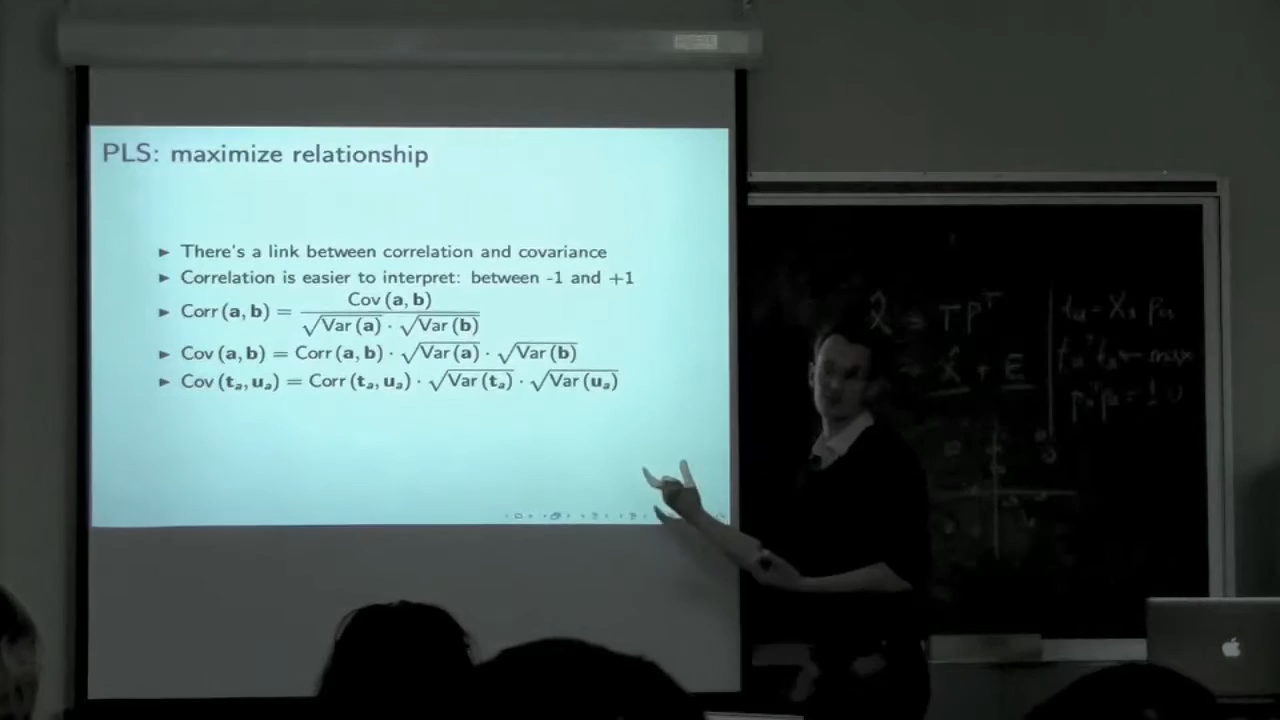 PLS: maximize relationship
► There's a link between correlation and covariance
► Correlation is easier to interpret: between -1 and +1
► Corr (a, b) = Cov (a, b) / √Var (a) · √Var (b)
► Cov (a, b) = Corr (a, b) · √Var (a) · √Var (b)
► Cov (tₐ, uₐ) = Corr (tₐ, uₐ) · √Var (tₐ) · √Var (uₐ)
X̂ = TPᵀ
= X̂ + E